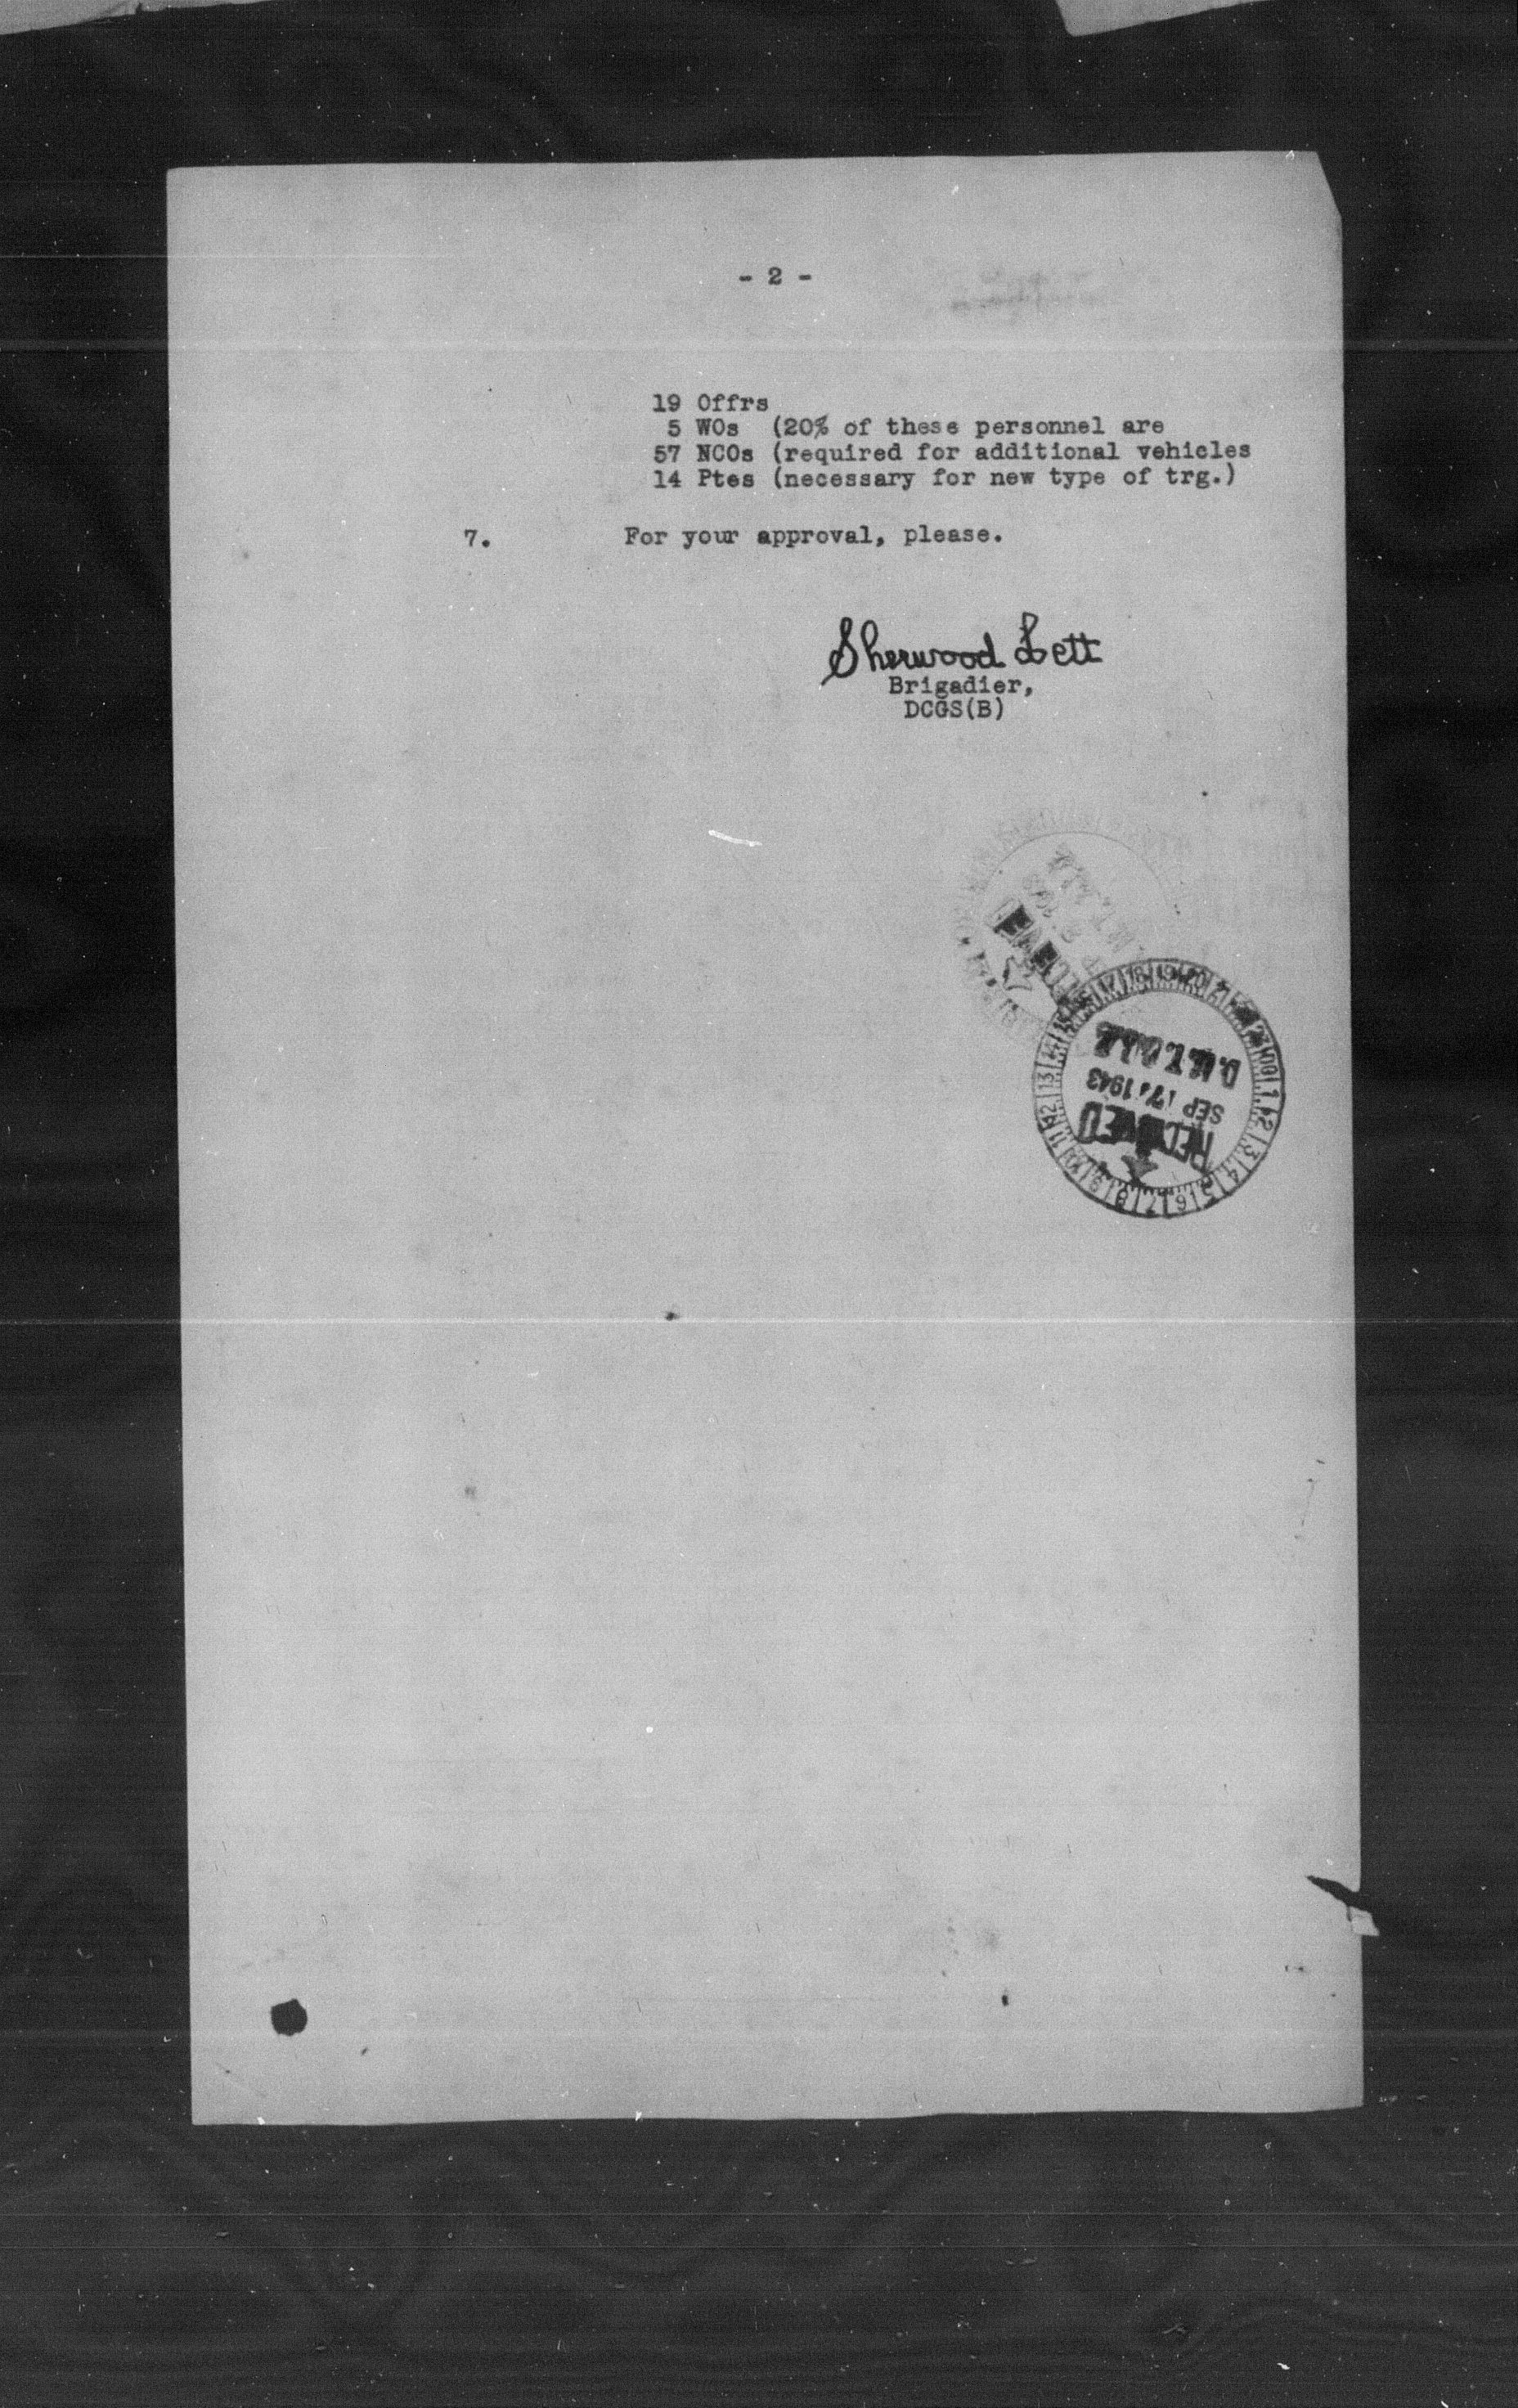 - 2 -
19 Offrs
5 WOs (20% of these personnel are
57 NCOs (required for additional vehicles
14 Ptes (necessary for new type of trg.)
7. For your approval, please.
Sherwood Lett
Brigadier,
DCGS(B)
RECEIVED
SEP 17 1943